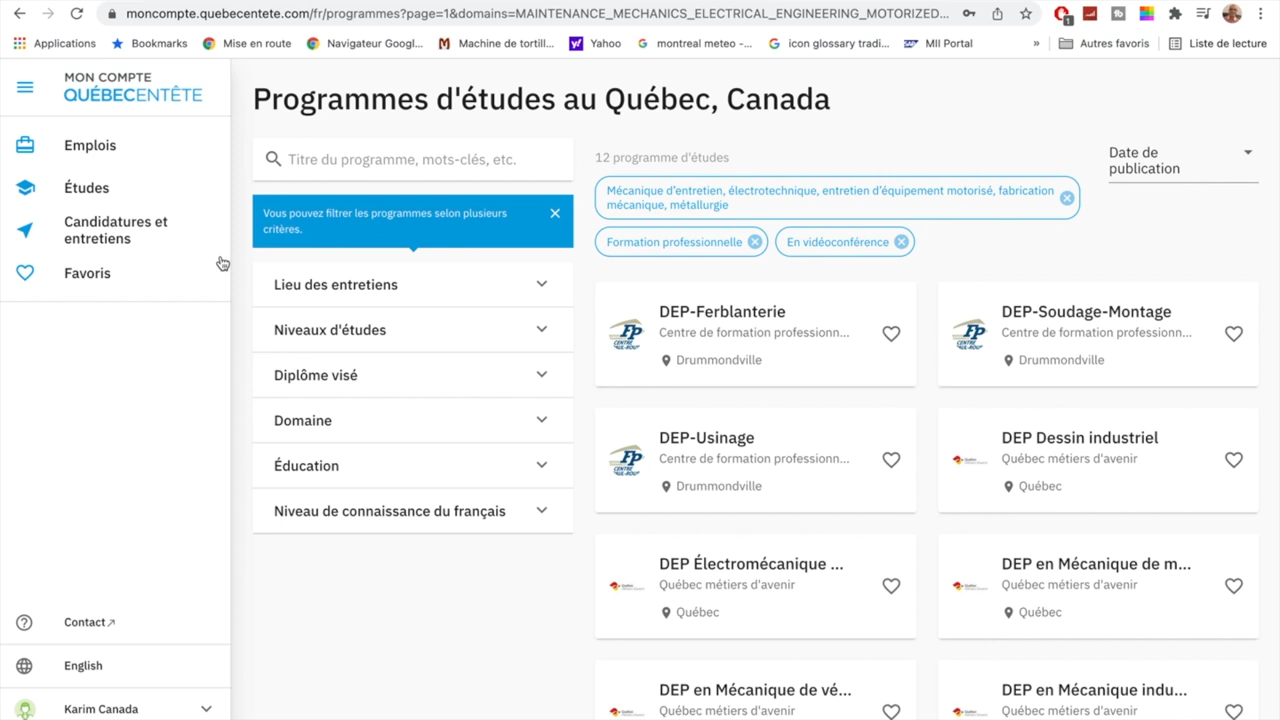 moncompte.quebecentete.com/fr/programmes?page=1&domains=MAINTENANCE_MECHANICS_ELECTRICAL_ENGINEERING_MOTORIZED...
Applications
Bookmarks
Mise en route
Navigateur Googl...
Machine de tortill...
Yahoo
montreal meteo -...
icon glossary tradi...
MII Portal
»
Autres favoris
Liste de lecture
MON COMPTE
QUÉBECENTÊTE
Emplois
Études
Candidatures et
entretiens
Favoris
Contact↗
English
Karim Canada
Programmes d'études au Québec, Canada
Titre du programme, mots-clés, etc.
Vous pouvez filtrer les programmes selon plusieurs
critères.
Lieu des entretiens
Niveaux d'études
Diplôme visé
Domaine
Éducation
Niveau de connaissance du français
12 programme d'études
Date de
publication
Mécanique d'entretien, électrotechnique, entretien d'équipement motorisé, fabrication
mécanique, métallurgie
Formation professionnelle
En vidéoconférence
DEP-Ferblanterie
Centre de formation professionn...
Drummondville
DEP-Soudage-Montage
Centre de formation professionn...
Drummondville
DEP-Usinage
Centre de formation professionn...
Drummondville
DEP Dessin industriel
Québec métiers d'avenir
Québec
DEP Électromécanique ...
Québec métiers d'avenir
Québec
DEP en Mécanique de m...
Québec métiers d'avenir
Québec
DEP en Mécanique de vé...
Québec métiers d'avenir
DEP en Mécanique indu...
Québec métiers d'avenir